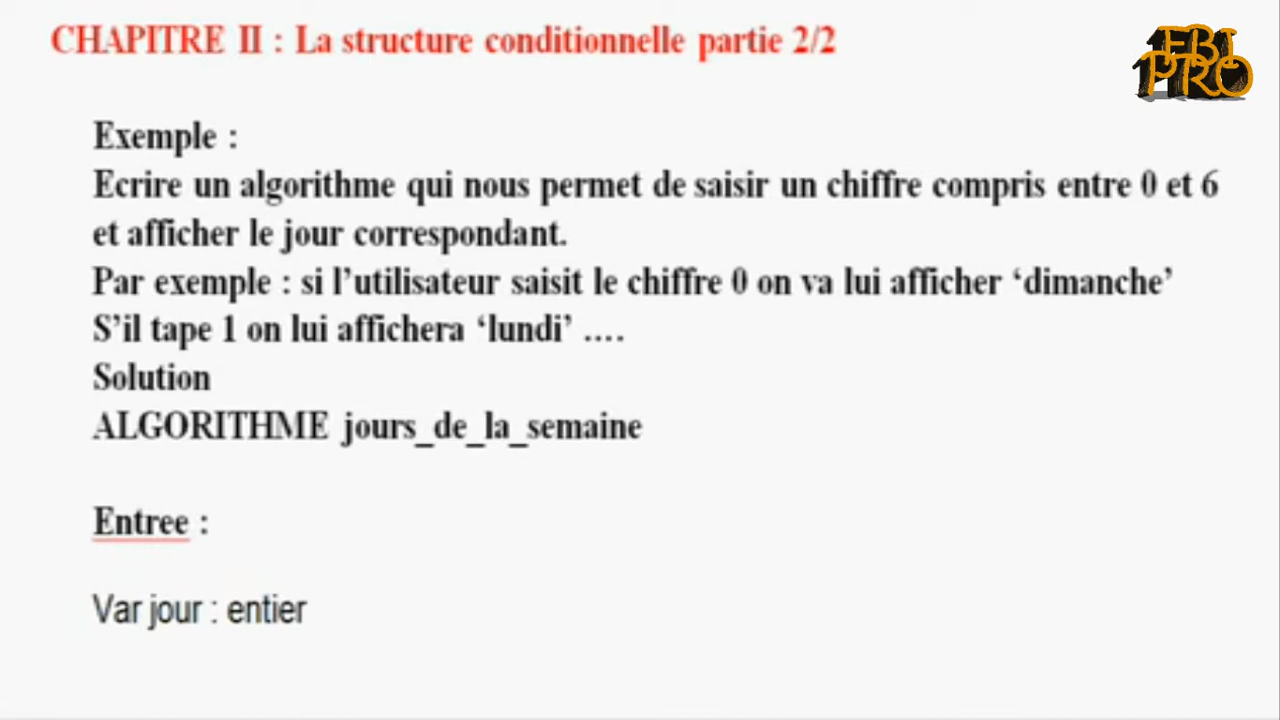 CHAPITRE II : La structure conditionnelle partie 2/2
FBI
PRO
Exemple :
Ecrire un algorithme qui nous permet de saisir un chiffre compris entre 0 et 6
et afficher le jour correspondant.
Par exemple : si l’utilisateur saisit le chiffre 0 on va lui afficher ‘dimanche’
S’il tape 1 on lui affichera ‘lundi’ ....
Solution
ALGORITHME jours_de_la_semaine
Entree :
Var jour : entier